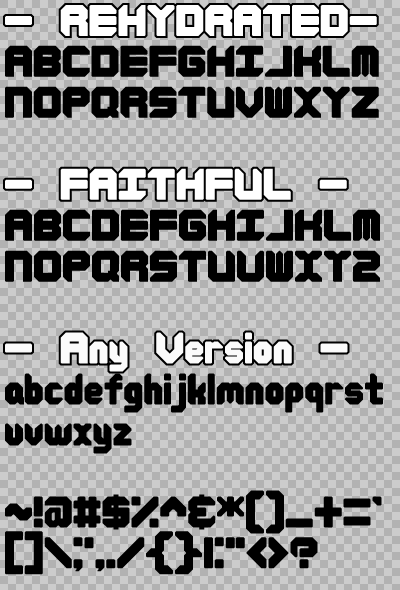 - REHYDRATED-
ABCDEFGHIJKLM
NOPQRSTUVWXYZ
- FAITHFUL -
ABCDEFGHIJKLM
NOPQRSTUVWXYZ
- Any Version -
abcdefghijklmnopqrst
uvwxyz
~!@#$%^&*()_+=`
[]\;',./{}|:"<>?